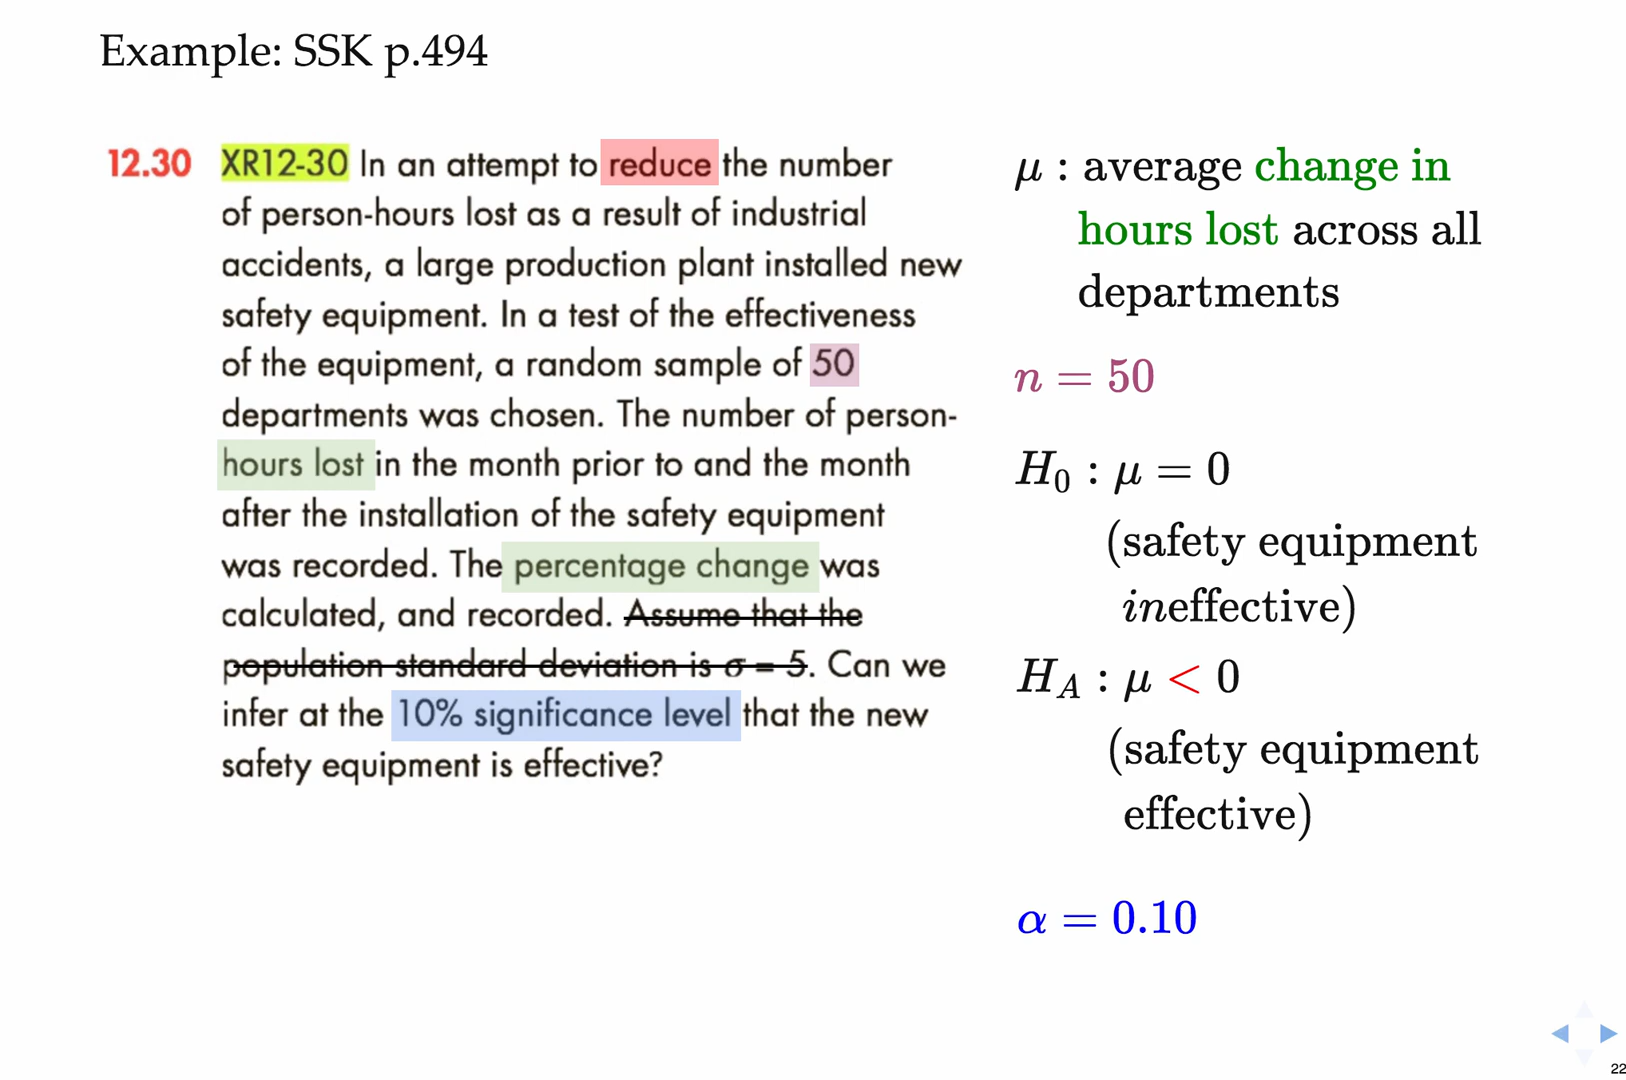 Example: SSK p.494
12.30 XR12-30 In an attempt to reduce the number
of person-hours lost as a result of industrial
accidents, a large production plant installed new
safety equipment. In a test of the effectiveness
of the equipment, a random sample of 50
departments was chosen. The number of person-
hours lost in the month prior to and the month
after the installation of the safety equipment
was recorded. The percentage change was
calculated, and recorded. Assume that the
population standard deviation is σ = 5. Can we
infer at the 10% significance level that the new
safety equipment is effective?
μ : average change in
hours lost across all
departments
n = 50
H₀ : μ = 0
(safety equipment
ineffective)
H_A : μ < 0
(safety equipment
effective)
α = 0.10
22